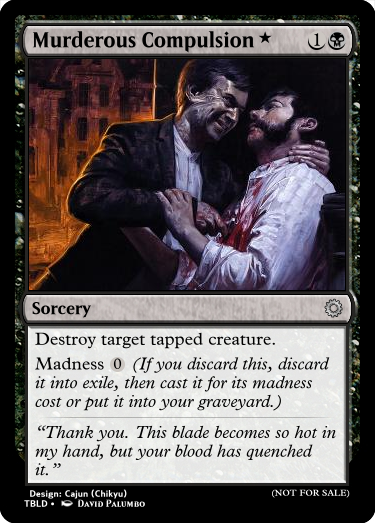 Murderous Compulsion ★ 1
Sorcery
Destroy target tapped creature.
Madness 0 (If you discard this, discard
it into exile, then cast it for its madness
cost or put it into your graveyard.)
“Thank you. This blade becomes so hot in
my hand, but your blood has quenched
it.”
Design: Cajun (Chikyu)
TBLD • David Palumbo
(NOT FOR SALE)